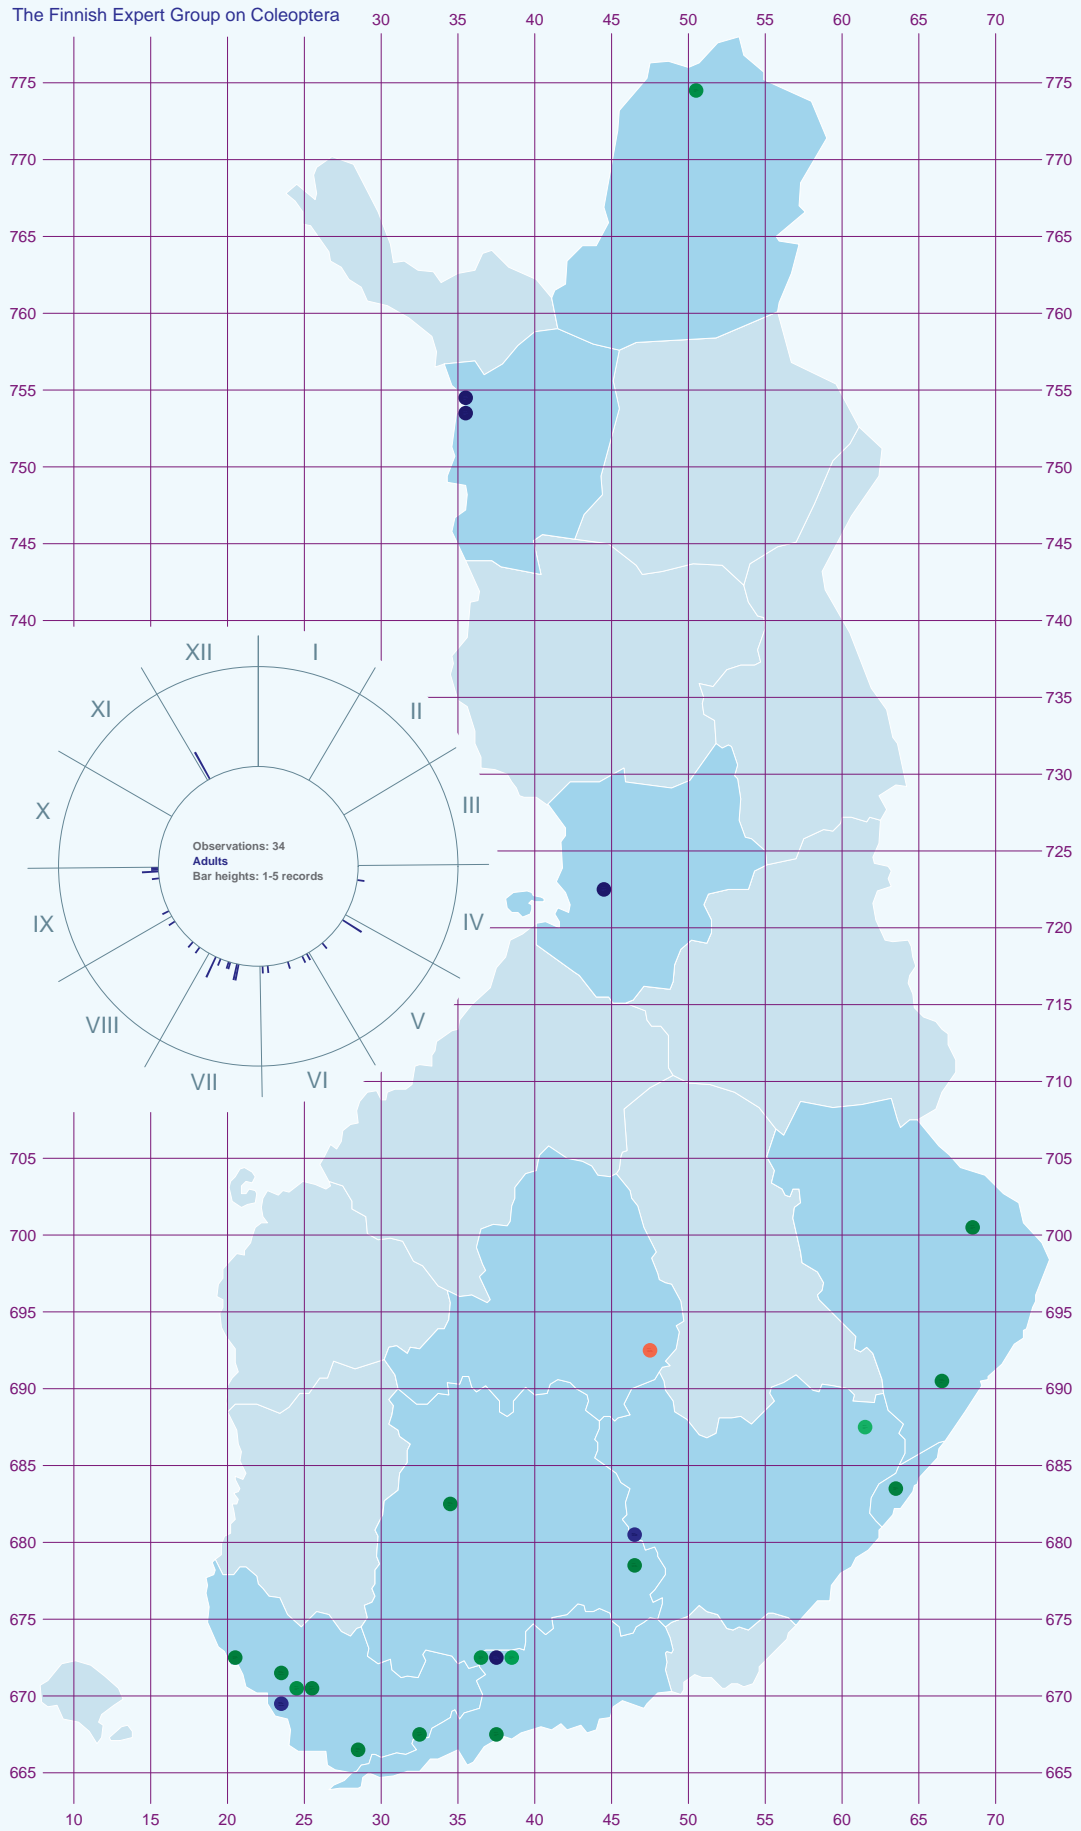 The Finnish Expert Group on Coleoptera
30 35 40 45 50 55 60 65 70
775 775
770 770
765 765
760 760
755 755
750 750
745 745
740 740
XII I
XI II
735
730
X III
Observations: 34
Adults
Bar heights: 1-5 records
725
IX IV
720
715
VIII V
VII VI
710
705 705
700 700
695 695
690 690
685 685
680 680
675 675
670 670
665 665
10 15 20 25 30 35 40 45 50 55 60 65 70